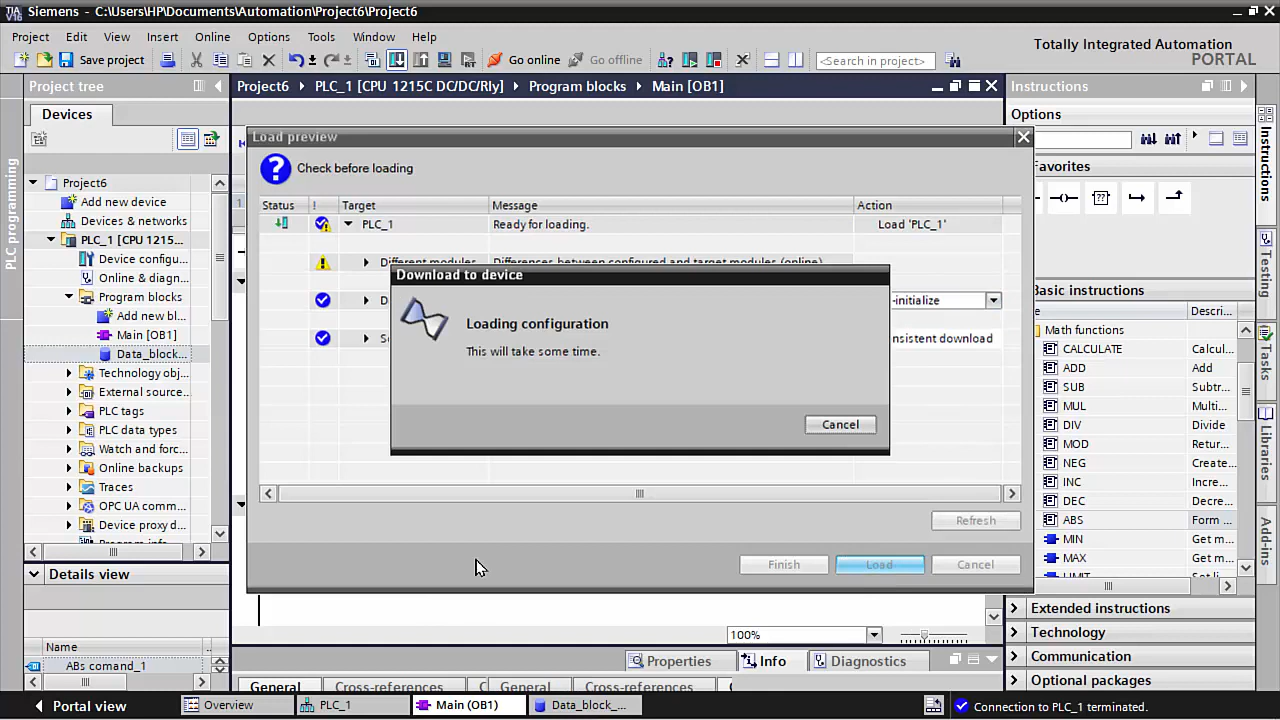 TIA V16 Siemens - C:\Users\HP\Documents\Automation\Project6\Project6
Project Edit View Insert Online Options Tools Window Help
Totally Integrated Automation
PORTAL
Save project Go online Go offline <Search in project>
Project tree
Devices
PLC programming
Project6
Add new device
Devices & networks
PLC_1 [CPU 1215...
Device configu...
Online & diagn...
Program blocks
Add new bl...
Main [OB1]
Data_block...
Technology obj...
External source...
PLC tags
PLC data types
Watch and forc...
Online backups
Traces
OPC UA comm...
Device proxy d...
Details view
Name
ABs comand_1
Project6 PLC_1 [CPU 1215C DC/DC/Rly] Program blocks Main [OB1]
Load preview
Check before loading
Status ! Target Message Action
PLC_1 Ready for loading. Load 'PLC_1'
Different modules Differences between configured and target modules (online)
-initialize
nsistent download
Download to device
Loading configuration
This will take some time.
Cancel
Refresh
Finish Load Cancel
100%
Properties Info Diagnostics
General Cross-references General Cross-references
Instructions
Options
Favorites
Basic instructions
Descri...
Math functions
CALCULATE Calcul...
ADD Add
SUB Subtr...
MUL Multi...
DIV Divide
MOD Retur...
NEG Create...
INC Incre...
DEC Decre...
ABS Form ...
MIN Get m...
MAX Get m...
Extended instructions
Technology
Communication
Optional packages
Instructions
Testing
Tasks
Libraries
Add-ins
Portal view Overview PLC_1 Main (OB1) Data_block_... Connection to PLC_1 terminated.